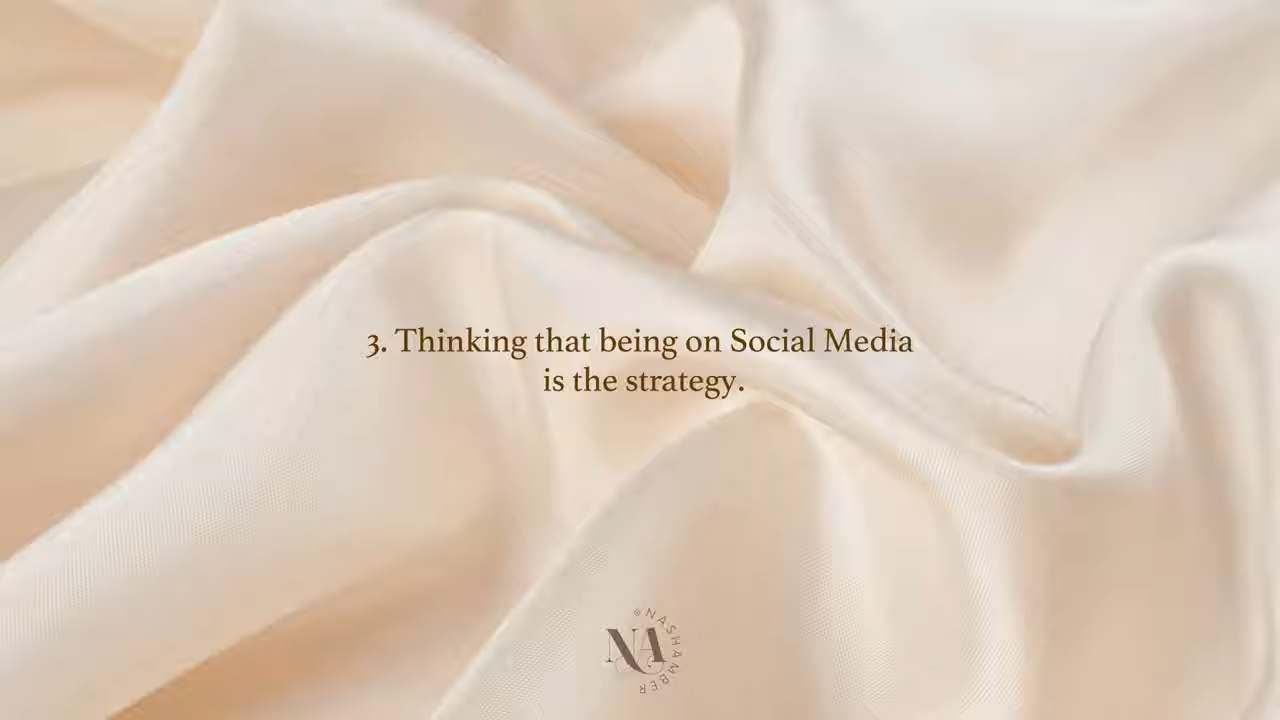 3. Thinking that being on Social Media
is the strategy.
NA
®NASHAMBER